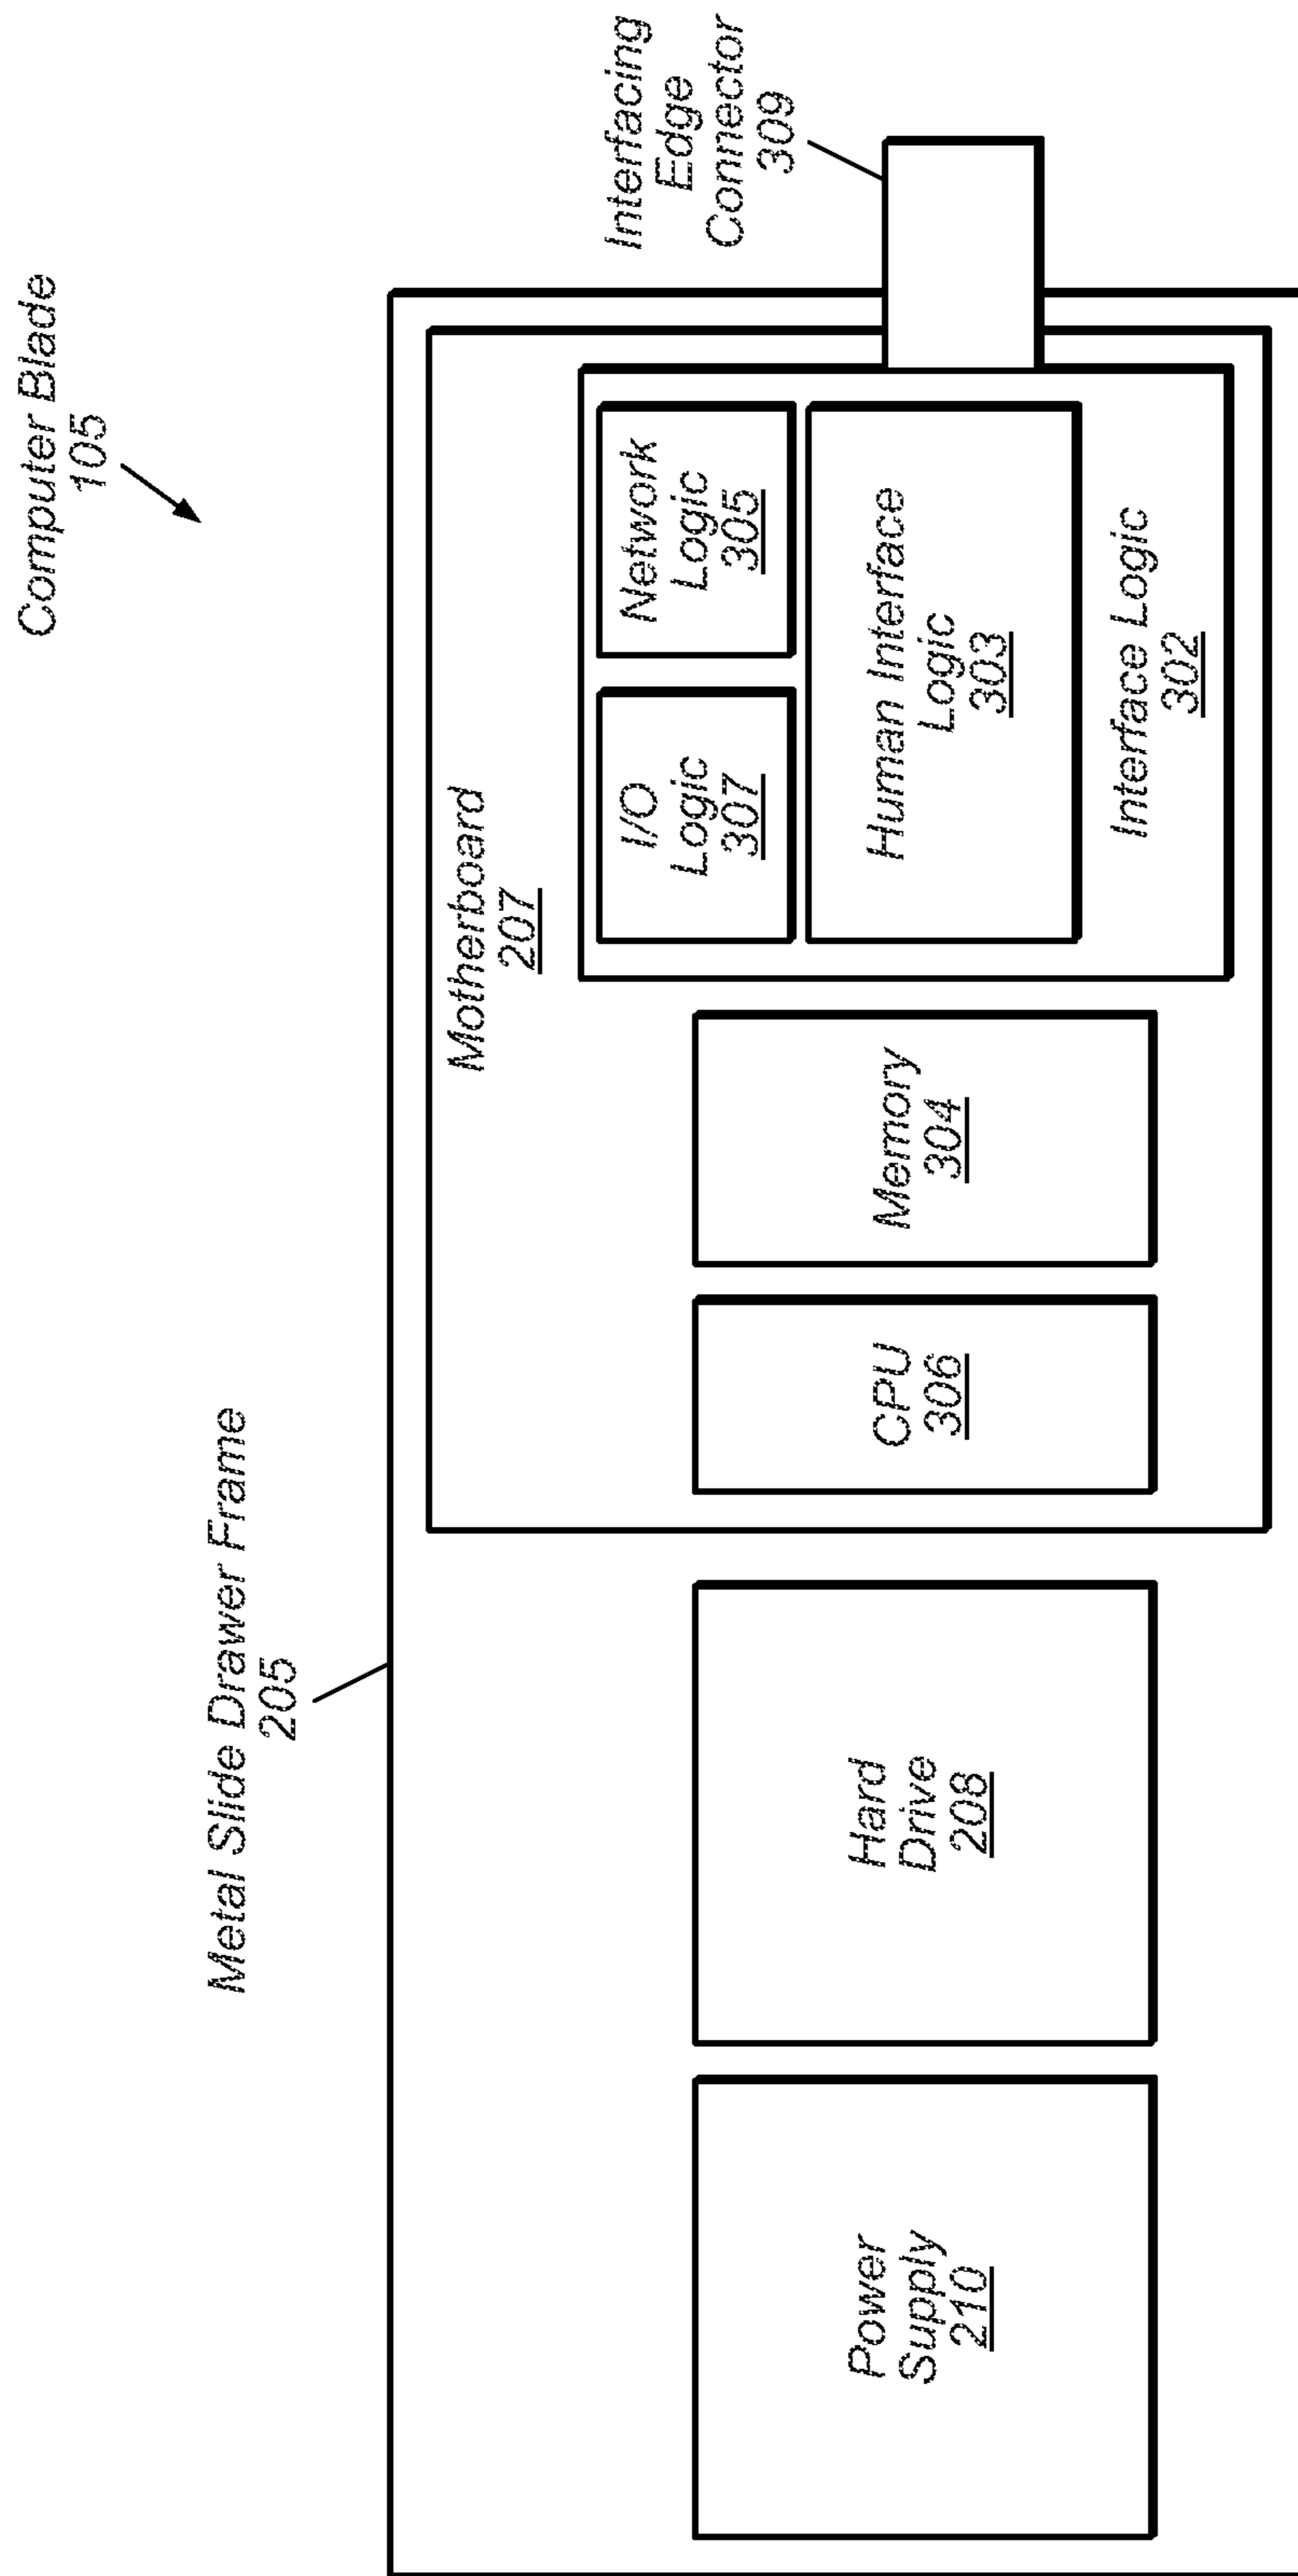 Computer Blade
105
Metal Slide Drawer Frame
205
Interfacing
Edge
Connector
309
Motherboard
207
I/O
Logic
307
Network
Logic
305
Power
Supply
210
Hard
Drive
208
CPU
306
Memory
304
Human Interface
Logic
303
Interface Logic
302